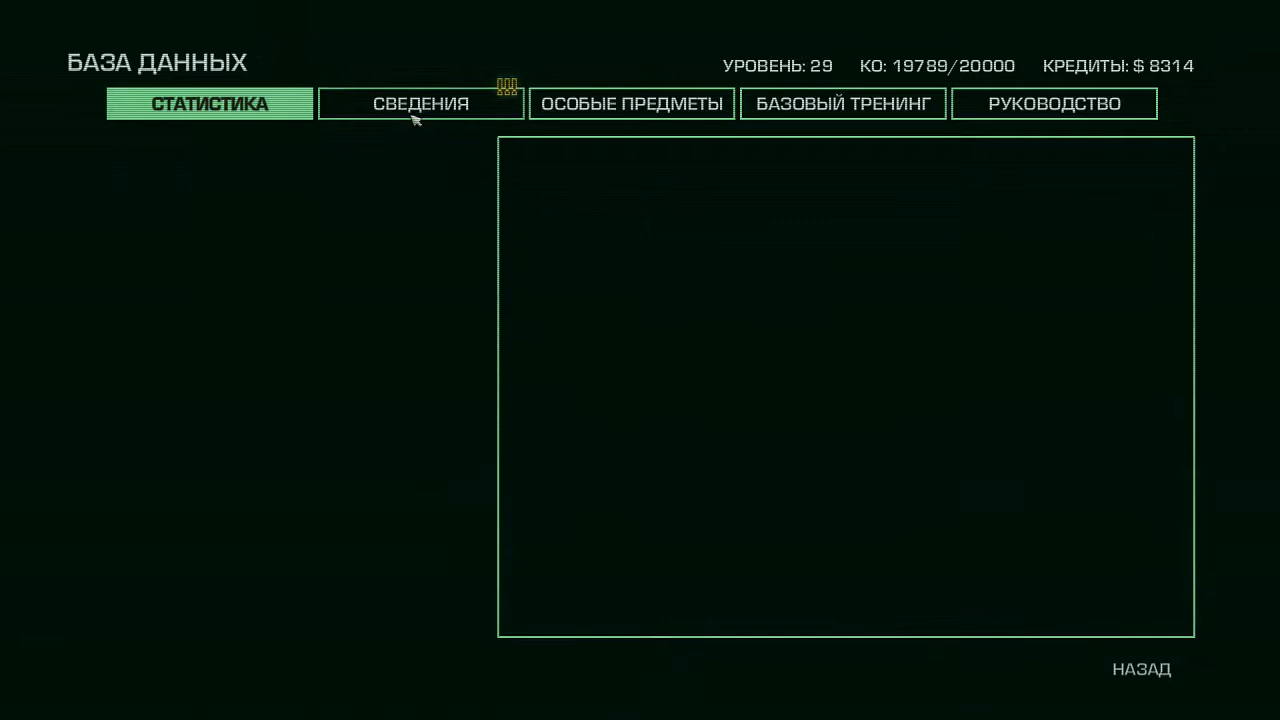 БАЗА ДАННЫХ
УРОВЕНЬ: 29 КО: 19789/20000 КРЕДИТЫ: $ 8314
СТАТИСТИКА СВЕДЕНИЯ !!! ОСОБЫЕ ПРЕДМЕТЫ БАЗОВЫЙ ТРЕНИНГ РУКОВОДСТВО
НАЗАД